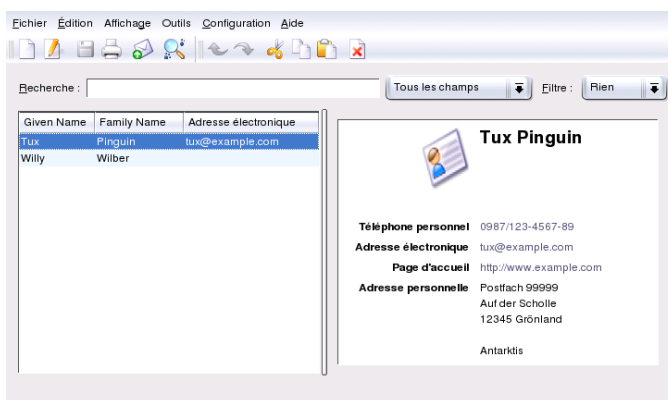 Fichier Édition Affichage Outils Configuration Aide
Recherche : Tous les champs Filtre : Rien
Given Name Family Name Adresse électronique
Tux Pinguin tux@example.com
Willy Wilber
Tux Pinguin
Téléphone personnel 0987/123-4567-89
Adresse électronique tux@example.com
Page d'accueil http://www.example.com
Adresse personnelle Postfach 99999
Auf der Scholle
12345 Grönland
Antarktis